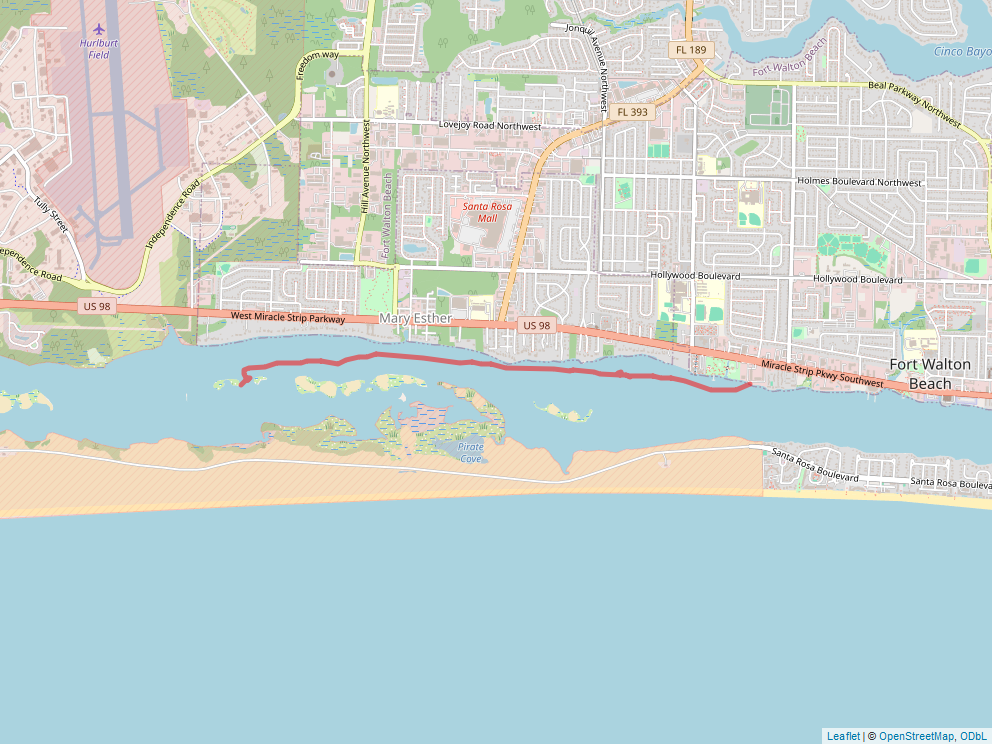 Jonquil Avenue Northwest
FL 189
Hurlburt
Field
Freedom way
Fort Walton Beach
Cinco Bayo
Beal Parkway Northwest
FL 393
Lovejoy Road Northwest
Hill Avenue Northwest
Holmes Boulevard Northwest
Tully Street
Independence Road
Fort Walton Beach
Santa Rosa
Mall
ependence Road
Hollywood Boulevard
Hollywood Boulevard
US 98
West Miracle Strip Parkway
Mary Esther
US 98
Miracle Strip Pkwy Southwest
Fort Walton
Beach
Pirate
Cove
Santa Rosa Boulevard
Santa Rosa Bouleva
Leaflet | © OpenStreetMap, ODbL